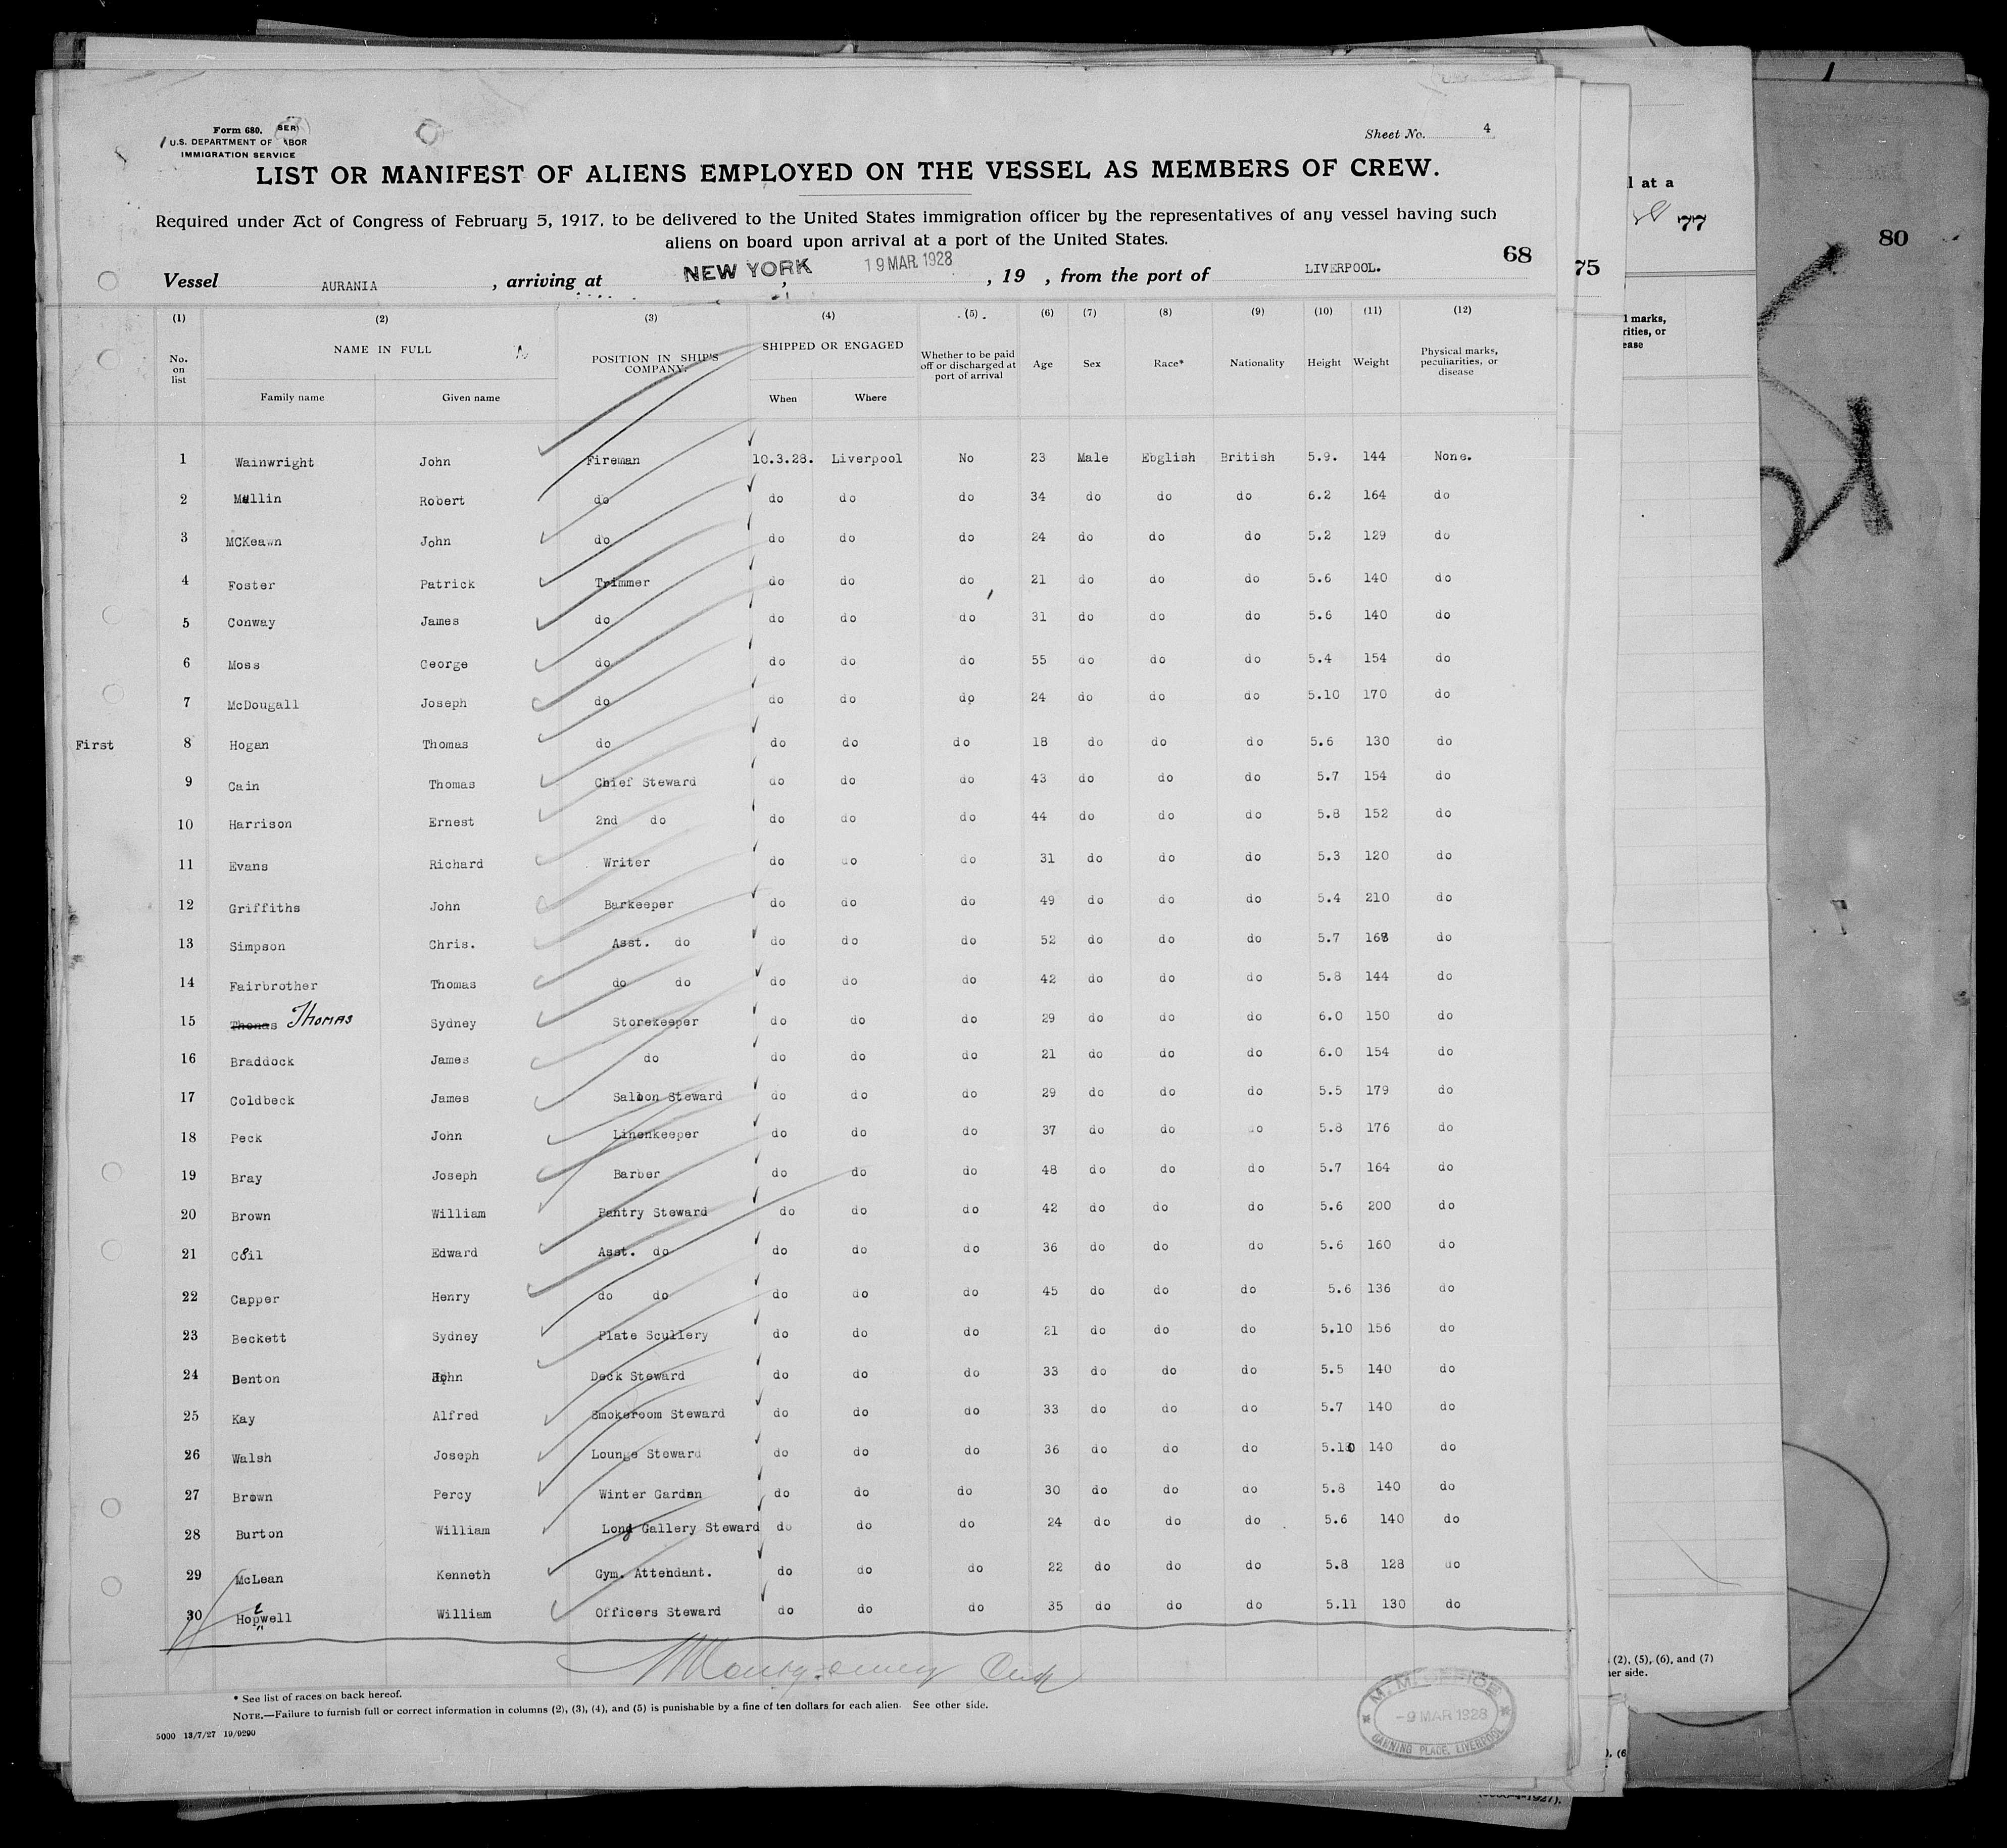 Form 680.
U.S. DEPARTMENT OF LABOR
IMMIGRATION SERVICE
Sheet No. 4
LIST OR MANIFEST OF ALIENS EMPLOYED ON THE VESSEL AS MEMBERS OF CREW.
Required under Act of Congress of February 5, 1917, to be delivered to the United States immigration officer by the representatives of any vessel having such
aliens on board upon arrival at a port of the United States.
68
Vessel AURANIA , arriving at NEW YORK , 19 MAR 1928 , 19 , from the port of LIVERPOOL.
(1) (2) (3) (4) (5) (6) (7) (8) (9) (10) (11) (12)
No. on list NAME IN FULL POSITION IN SHIP'S COMPANY. SHIPPED OR ENGAGED Whether to be paid off or discharged at port of arrival Age Sex Race* Nationality Height Weight Physical marks, peculiarities, or disease
Family name Given name When Where
1 Wainwright John Fireman 10.3.28. Liverpool No 23 Male Ebglish British 5.9. 144 None.
2 Mullin Robert do do do do 34 do do do 6.2 164 do
3 MCKeawn John do do do do 24 do do do 5.2 129 do
4 Foster Patrick Trimmer do do do 21 do do do 5.6 140 do
5 Conway James do do do do 31 do do do 5.6 140 do
6 Moss George do do do do 55 do do do 5.4 154 do
7 McDougall Joseph do do do do 24 do do do 5.10 170 do
First 8 Hogan Thomas do do do do 18 do do do 5.6 130 do
9 Cain Thomas Chief Steward do do do 43 do do do 5.7 154 do
10 Harrison Ernest 2nd do do do do 44 do do do 5.8 152 do
11 Evans Richard Writer do do do 31 do do do 5.3 120 do
12 Griffiths John Barkeeper do do do 49 do do do 5.4 210 do
13 Simpson Chris. Asst. do do do do 52 do do do 5.7 168 do
14 Fairbrother Thomas do do do do do 42 do do do 5.8 144 do
15 Thomas THOMAS Sydney Storekeeper do do do 29 do do do 6.0 150 do
16 Braddock James do do do do 21 do do do 6.0 154 do
17 Coldbeck James Saloon Steward do do do 29 do do do 5.5 179 do
18 Peck John Linenkeeper do do do 37 do do do 5.8 176 do
19 Bray Joseph Barber do do do 48 do do do 5.7 164 do
20 Brown William Pantry Steward do do do 42 do do do 5.6 200 do
21 Coil Edward Asst. do do do do 36 do do do 5.6 160 do
22 Capper Henry do do do do do 45 do do do 5.6 136 do
23 Beckett Sydney Plate Scullery do do do 21 do do do 5.10 156 do
24 Benton John Deck Steward do do do 33 do do do 5.5 140 do
25 Kay Alfred Smokeroom Steward do do do 33 do do do 5.7 140 do
26 Walsh Joseph Lounge Steward do do do 36 do do do 5.10 140 do
27 Brown Percy Winter Garden do do do 30 do do do 5.8 140 do
28 Burton William Long Gallery Steward do do do 24 do do do 5.6 140 do
29 McLean Kenneth Gym. Attendant. do do do 22 do do do 5.8 128 do
30 Hopewell William Officers Steward do do do 35 do do do 5.11 130 do
* See list of races on back hereof.
NOTE.—Failure to furnish full or correct information in columns (2), (3), (4), and (5) is punishable by a fine of ten dollars for each alien. See other side.
5000 13/7/27 19/9290
M. M. OFFICE
-9 MAR 1928
CANNING PLACE, LIVERPOOL
75
l at a
77
80
l marks,
rities, or
ease
(2), (5), (6), and (7)
her side.